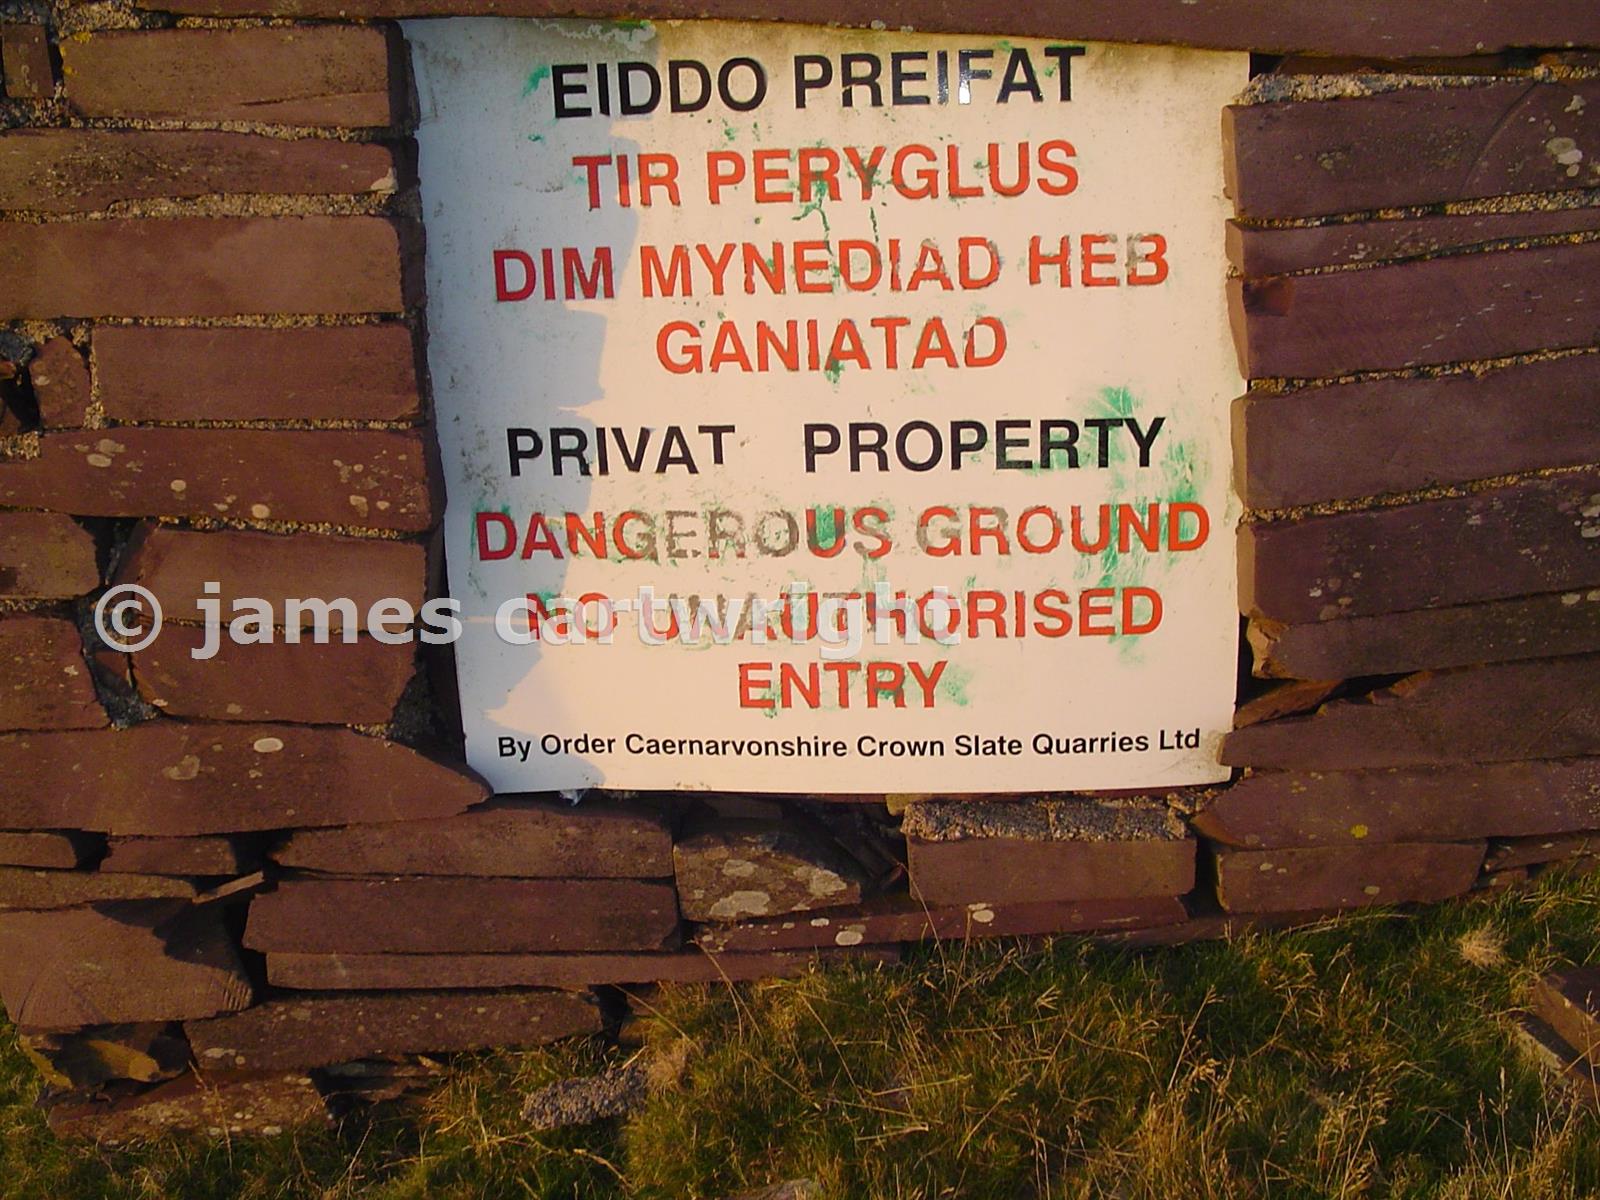 EIDDO PREIFAT
TIR PERYGLUS
DIM MYNEDIAD HEB
GANIATAD
PRIVAT PROPERTY
DANGEROUS GROUND
NO UNAUTHORISED
© james cartwright
ENTRY
By Order Caernarvonshire Crown Slate Quarries Ltd